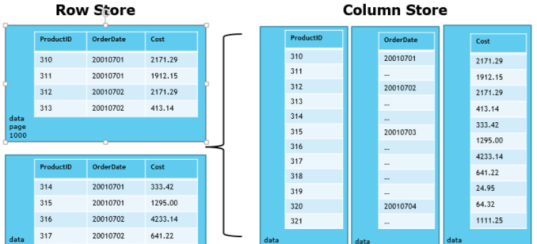 Row Store
ProductID OrderDate Cost
310 20010701 2171.29
311 20010701 1912.15
312 20010702 2171.29
313 20010702 413.14
data
page
1000
ProductID OrderDate Cost
314 20010701 333.42
315 20010701 1295.00
316 20010702 4233.14
317 20010702 641.22
data
Column Store
ProductID
310
311
312
313
314
315
316
317
318
319
320
321
data
OrderDate
20010701
...
20010702
...
...
20010703
...
...
...
...
20010704
...
data
Cost
2171.29
1912.15
2171.29
413.14
333.42
1295.00
4233.14
641.22
24.95
64.32
1111.25
data